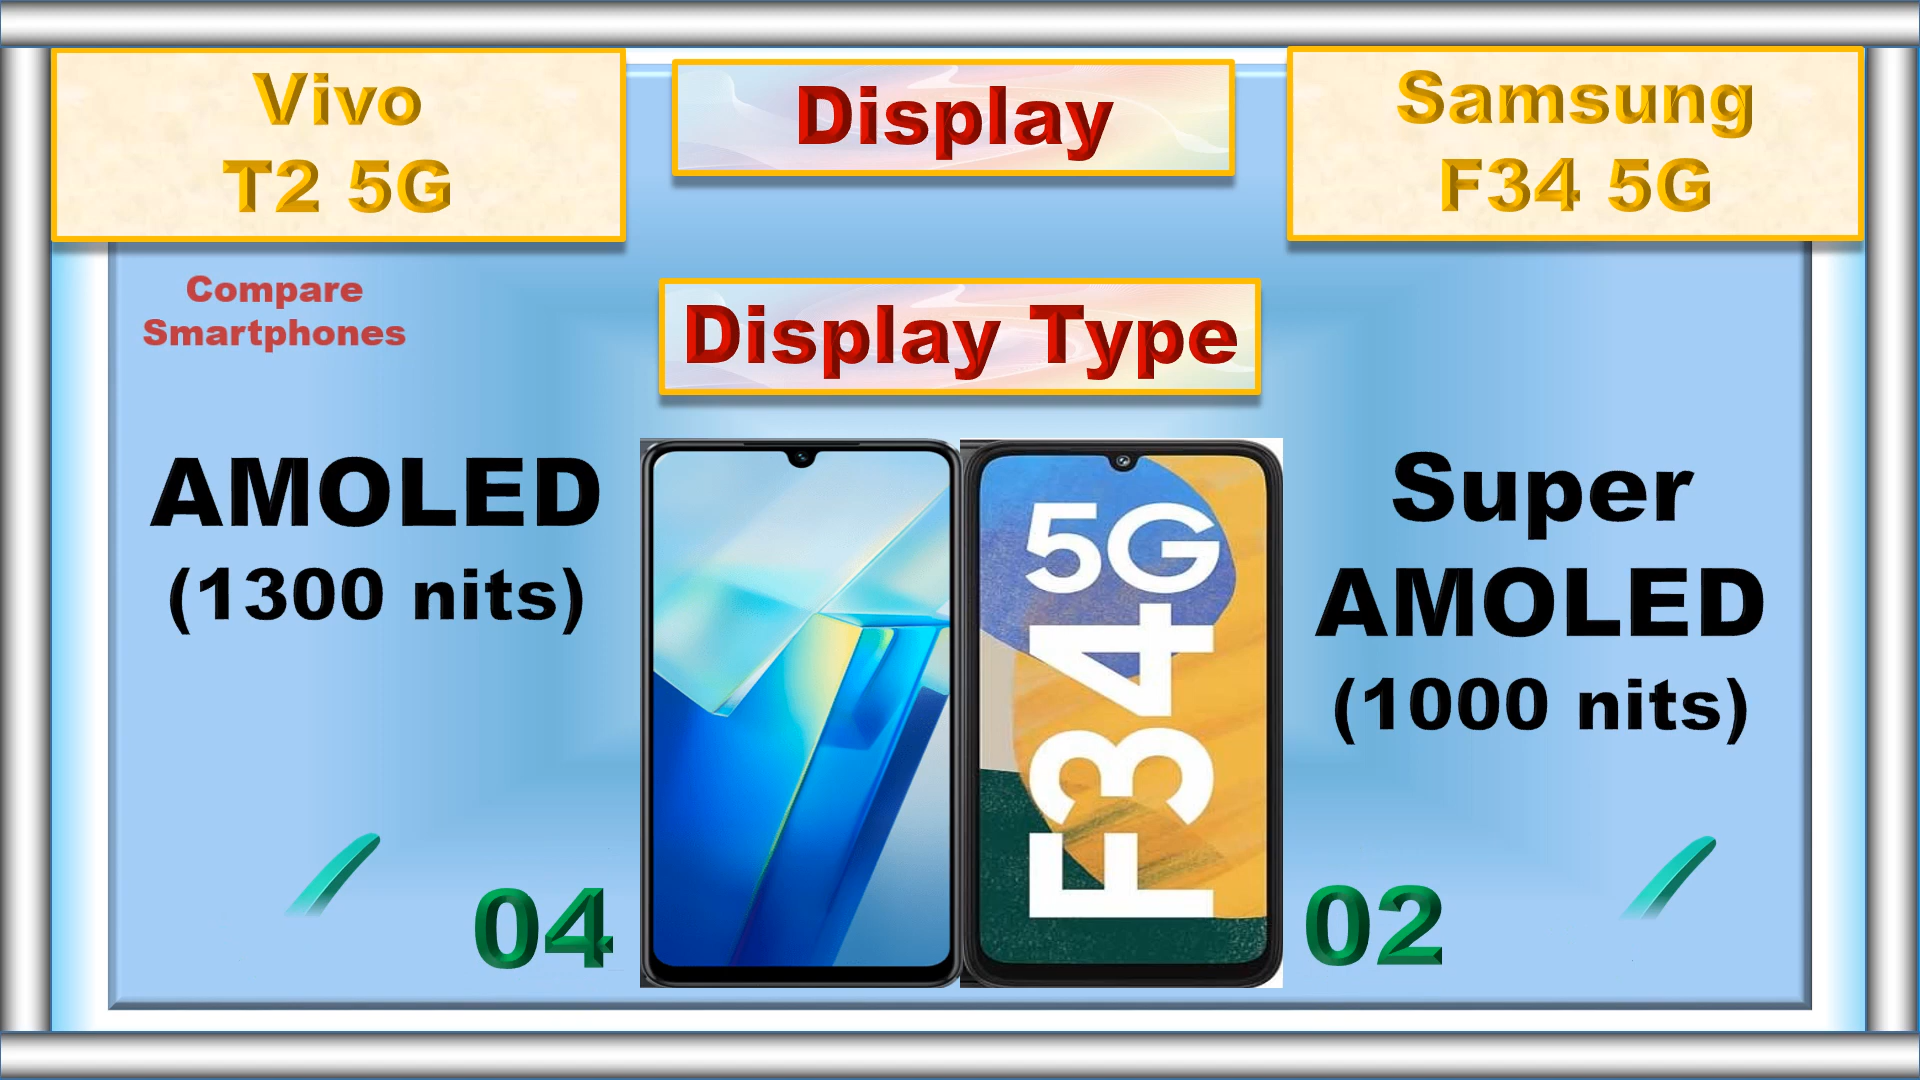 Vivo
T2 5G
Display
Samsung
F34 5G
Compare
Smartphones
Display Type
AMOLED
(1300 nits)
5G
F34
Super
AMOLED
(1000 nits)
04
02